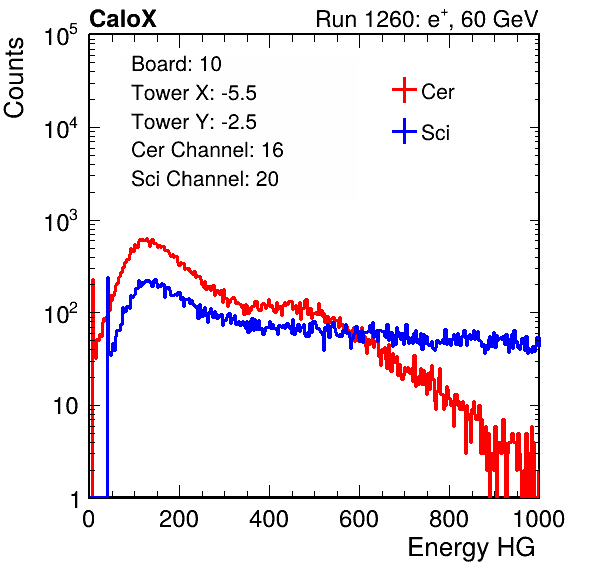 CaloX Run 1260: e⁺, 60 GeV
Counts
Board: 10
Tower X: -5.5
Tower Y: -2.5
Cer Channel: 16
Sci Channel: 20
Cer
Sci
10⁵
10⁴
10³
10²
10
1
0 200 400 600 800 1000
Energy HG